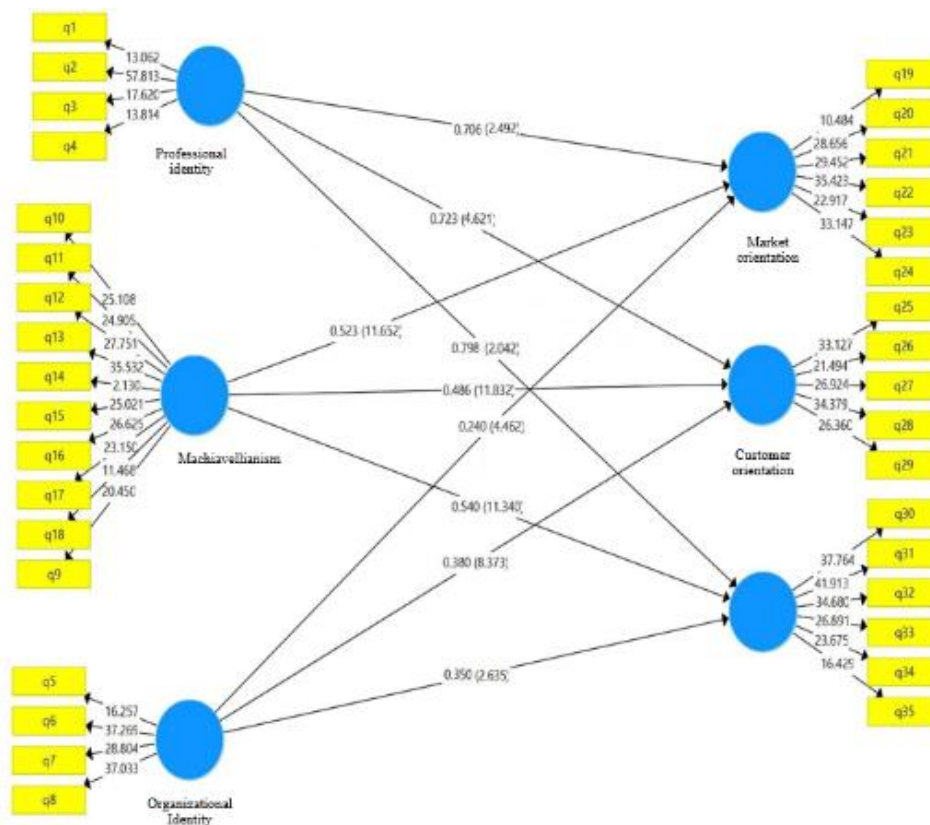 q1
q2
q3
q4
13.062
57.813
17.620
13.814
Professional
identity
q10
q11
q12
q13
q14
q15
q16
q17
q18
q9
25.108
24.905
27.751
35.532
2.130
25.021
26.625
23.150
11.468
20.450
Machiavellianism
q5
q6
q7
q8
16.257
37.265
28.804
37.033
Organizational
Identity
0.706 (2.492)
0.723 (4.621)
0.523 (11.652)
0.798 (2.042)
0.486 (11.832)
0.240 (4.462)
0.540 (11.340)
0.380 (8.373)
0.350 (2.635)
Market
orientation
10.484
28.656
29.452
35.423
22.917
33.147
q19
q20
q21
q22
q23
q24
Customer
orientation
33.127
21.494
26.924
34.379
26.360
q25
q26
q27
q28
q29
37.764
41.913
34.680
26.891
23.675
16.425
q30
q31
q32
q33
q34
q35